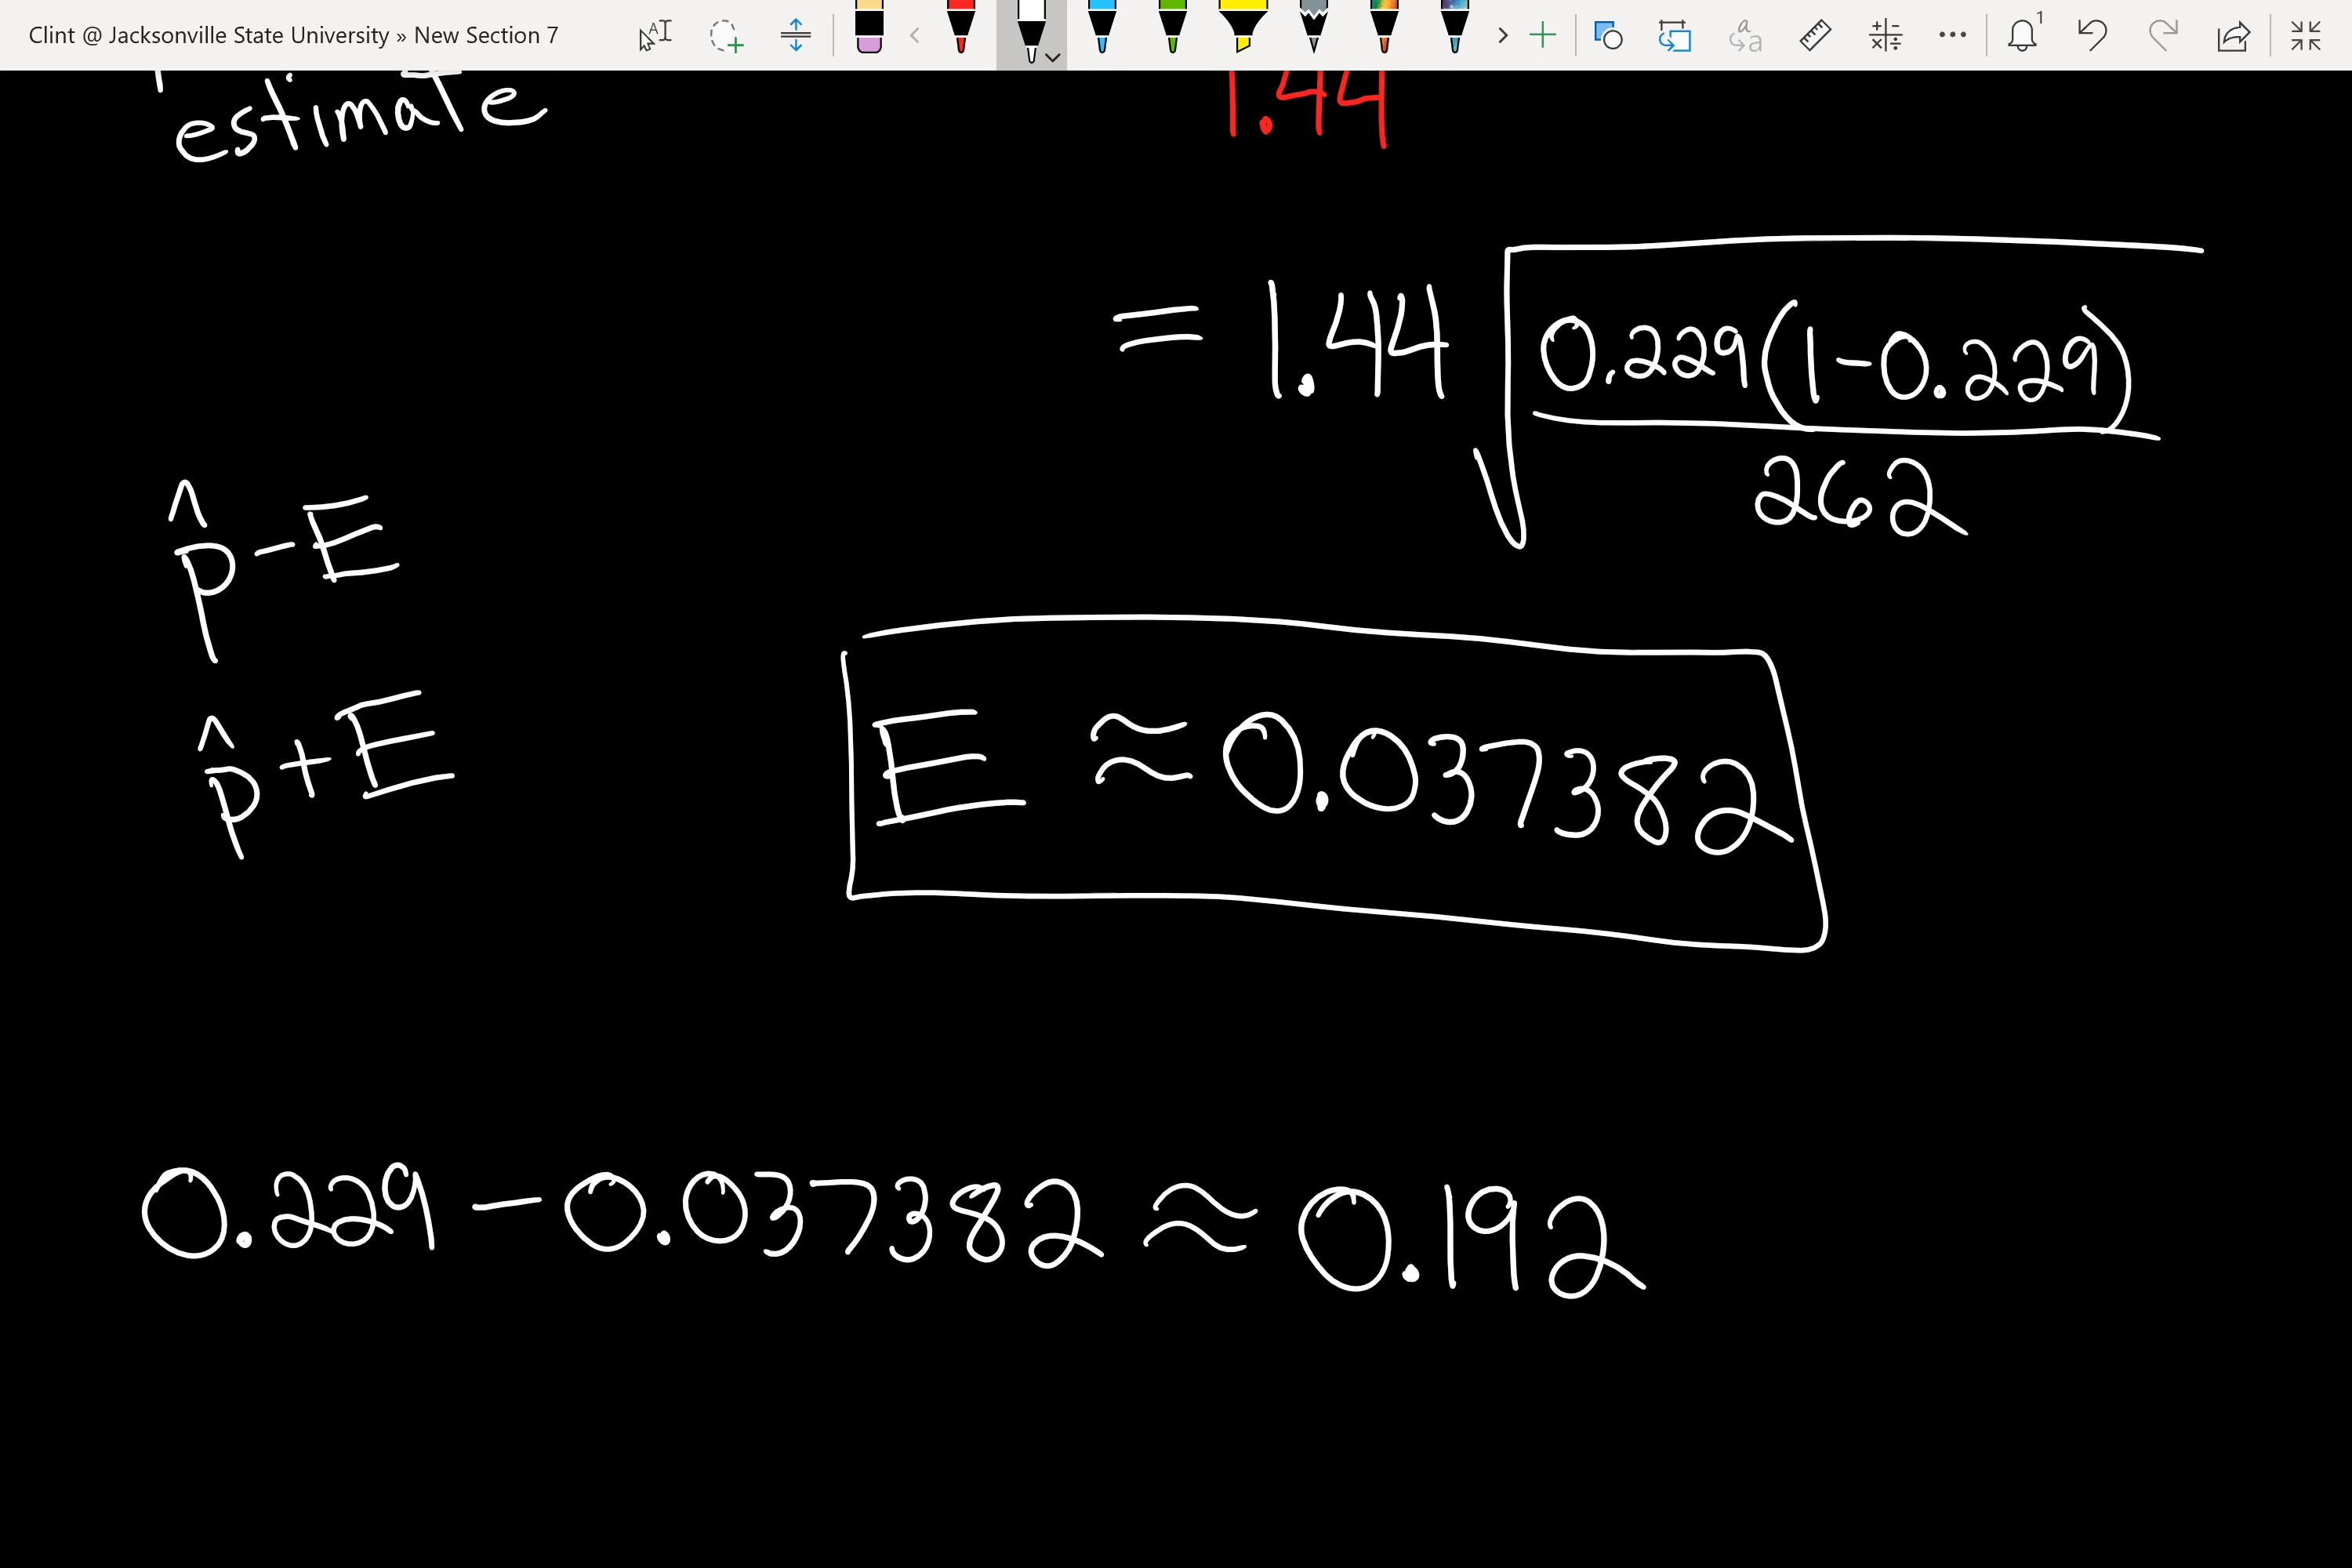 Clint @ Jacksonville State University » New Section 7
estimate
1.44
= 1.44 √ 0.229(1-0.229)
262
p̂-E
p̂+E
E ≈ 0.037382
0.229 - 0.037382 ≈ 0.192